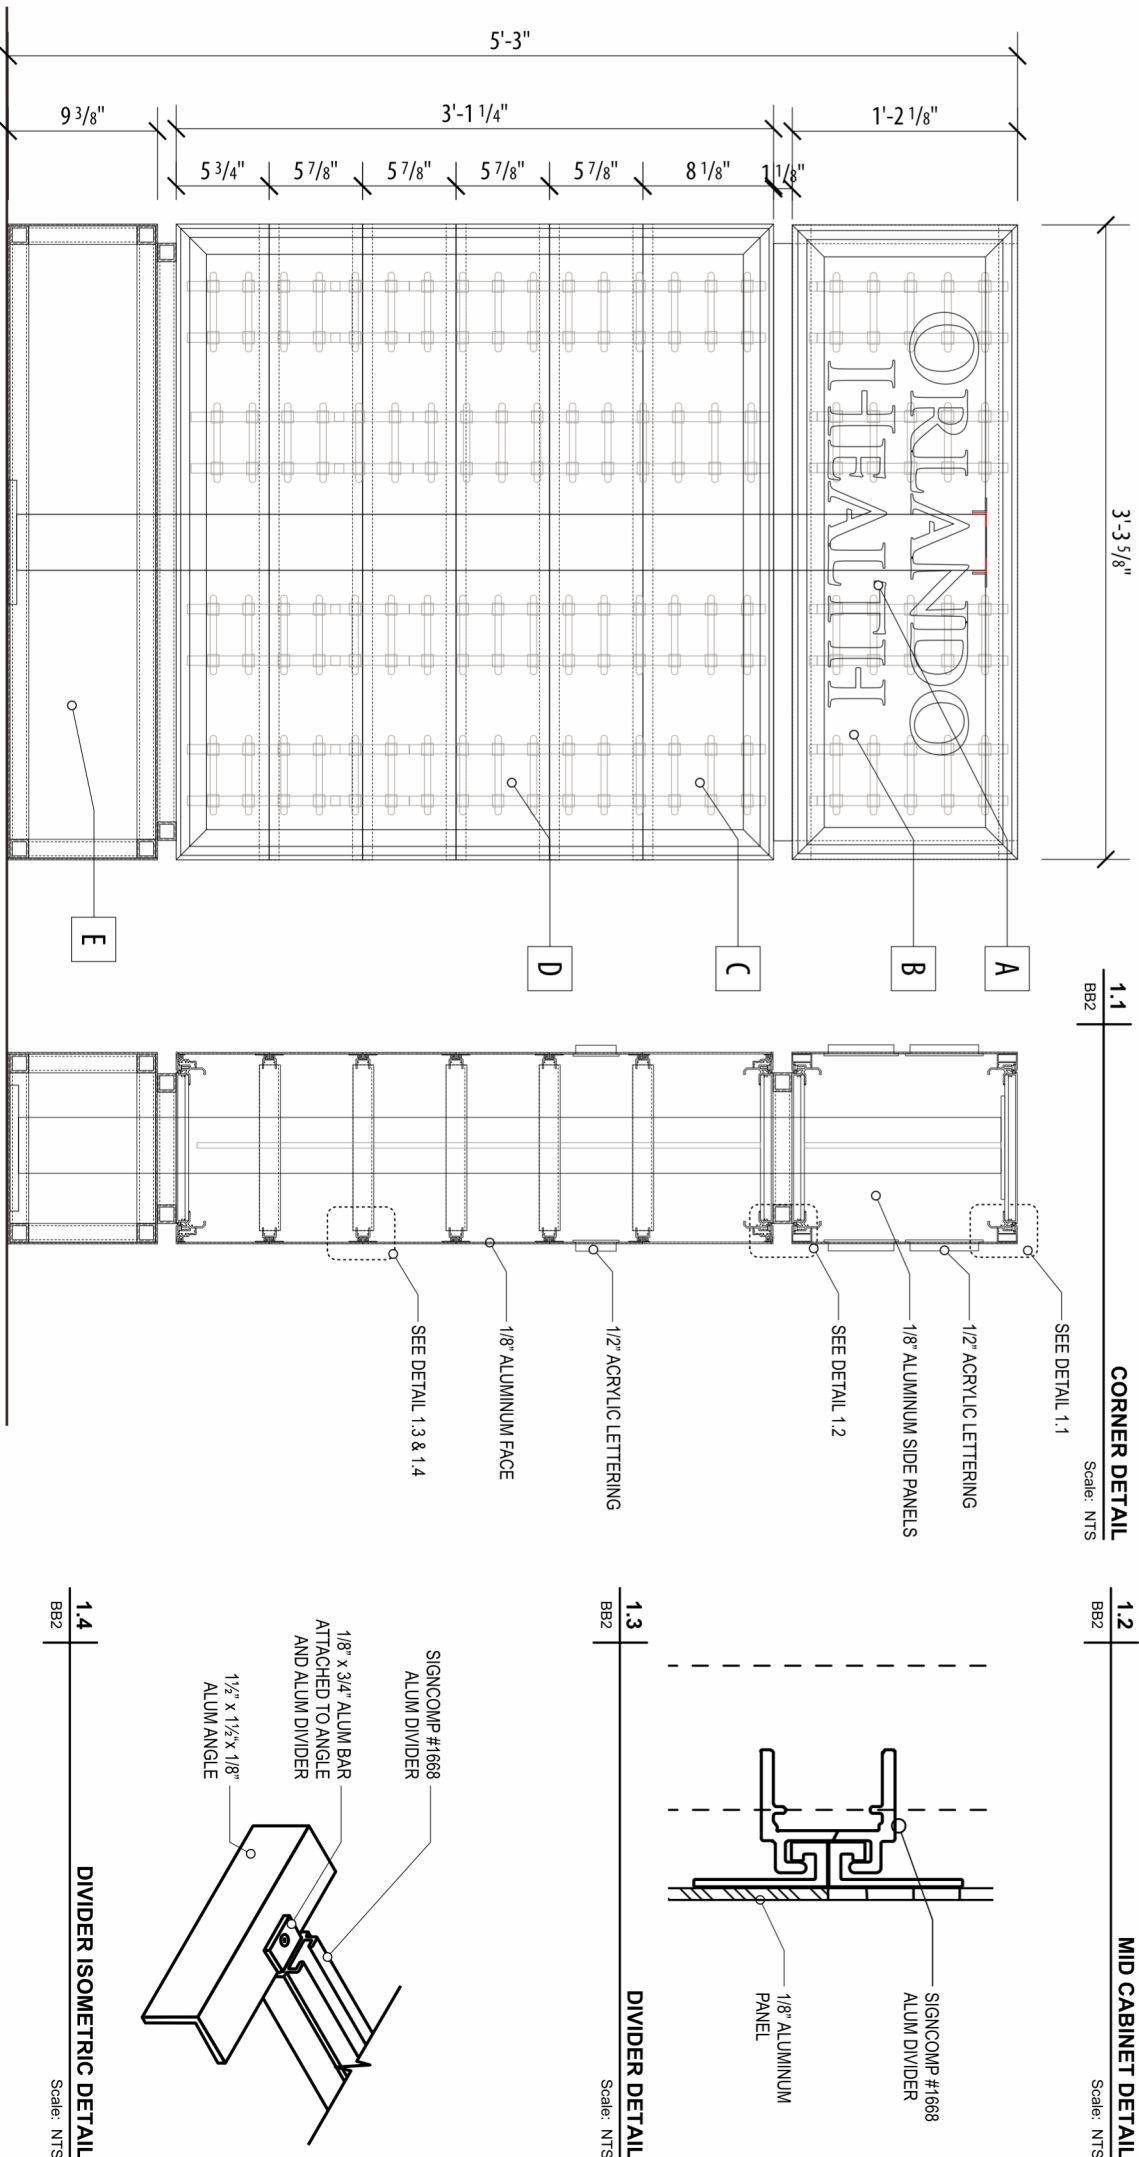 3'-3 5/8"
5'-3"
1'-2 1/8"
1 1/8"
3'-1 1/4"
9 3/8"
8 1/8"
5 7/8"
5 7/8"
5 7/8"
5 7/8"
5 3/4"
ORLANDO
HEALTH
A
B
C
D
E
1.1
BB2
CORNER DETAIL
Scale: NTS
SEE DETAIL 1.1
1/2" ACRYLIC LETTERING
1/8" ALUMINUM SIDE PANELS
SEE DETAIL 1.2
1/2" ACRYLIC LETTERING
1/8" ALUMINUM FACE
SEE DETAIL 1.3 & 1.4
1.2
BB2
MID CABINET DETAIL
Scale: NTS
SIGNCOMP #1668
ALUM DIVIDER
1/8" ALUMINUM
PANEL
1.3
BB2
DIVIDER DETAIL
Scale: NTS
SIGNCOMP #1668
ALUM DIVIDER
1/8" x 3/4" ALUM BAR
ATTACHED TO ANGLE
AND ALUM DIVIDER
1½" x 1½"x 1/8"
ALUM ANGLE
1.4
BB2
DIVIDER ISOMETRIC DETAIL
Scale: NTS